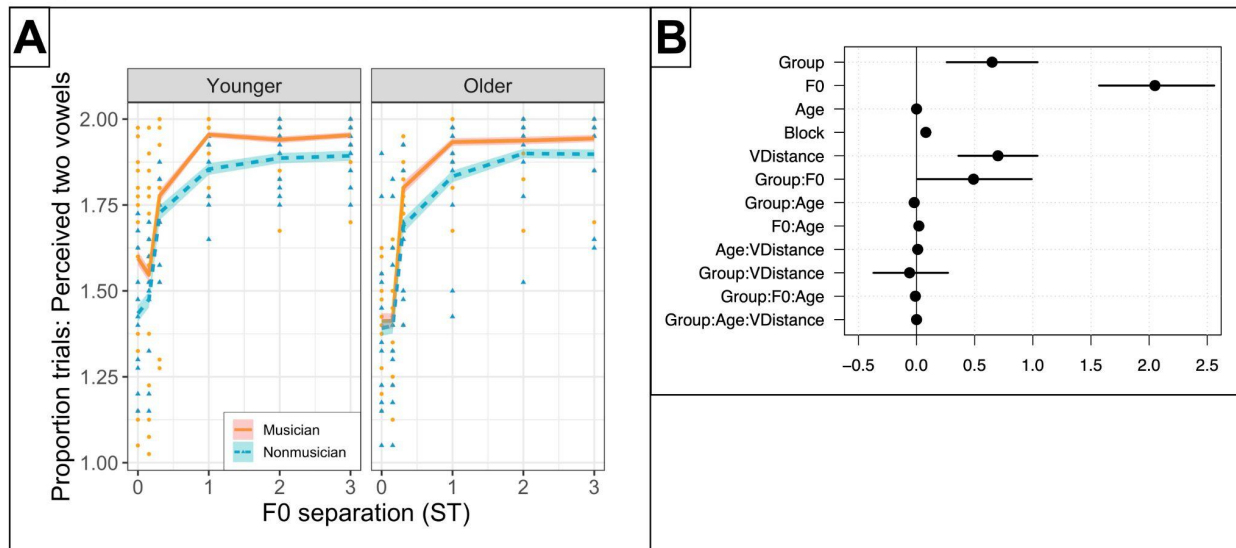 A
Younger
Older
Proportion trials: Perceived two vowels
2.00
1.75
1.50
1.25
1.00
Musician
Nonmusician
0 1 2 3
0 1 2 3
F0 separation (ST)
B
Group
F0
Age
Block
VDistance
Group:F0
Group:Age
F0:Age
Age:VDistance
Group:VDistance
Group:F0:Age
Group:Age:VDistance
−0.5 0.0 0.5 1.0 1.5 2.0 2.5